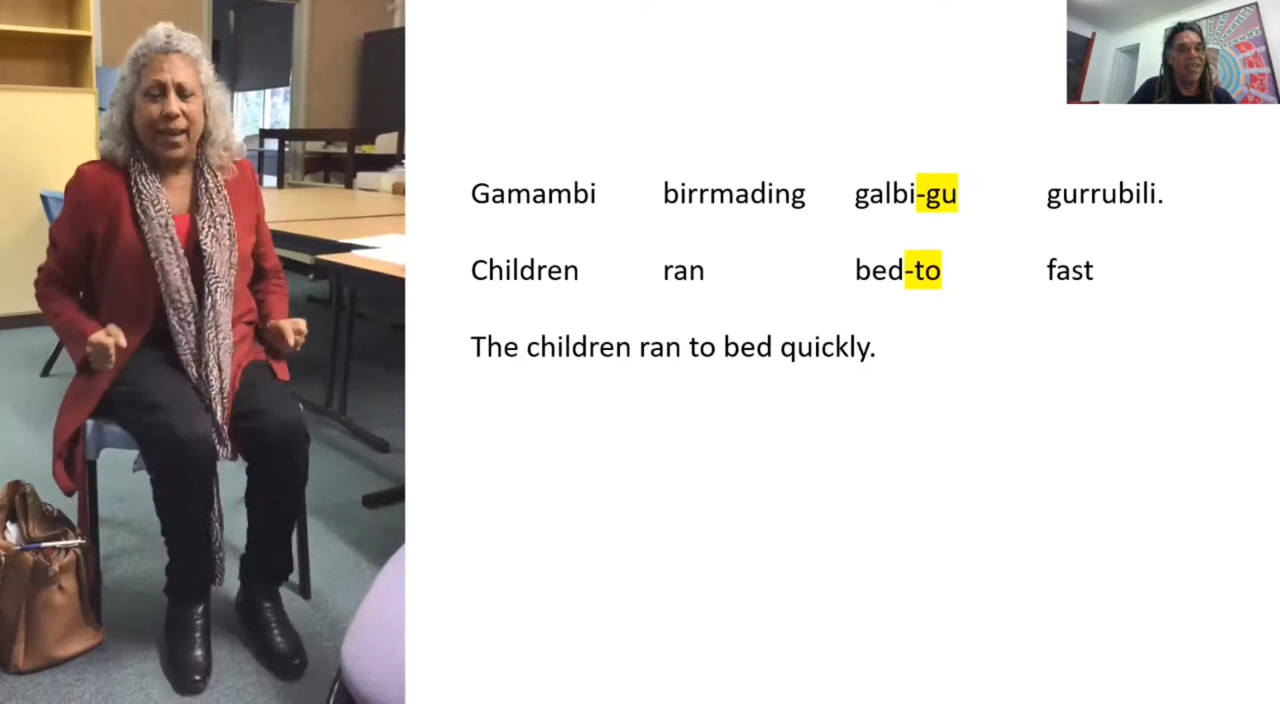 Gamambi birrmading galbi-gu gurrubili.
Children ran bed-to fast
The children ran to bed quickly.